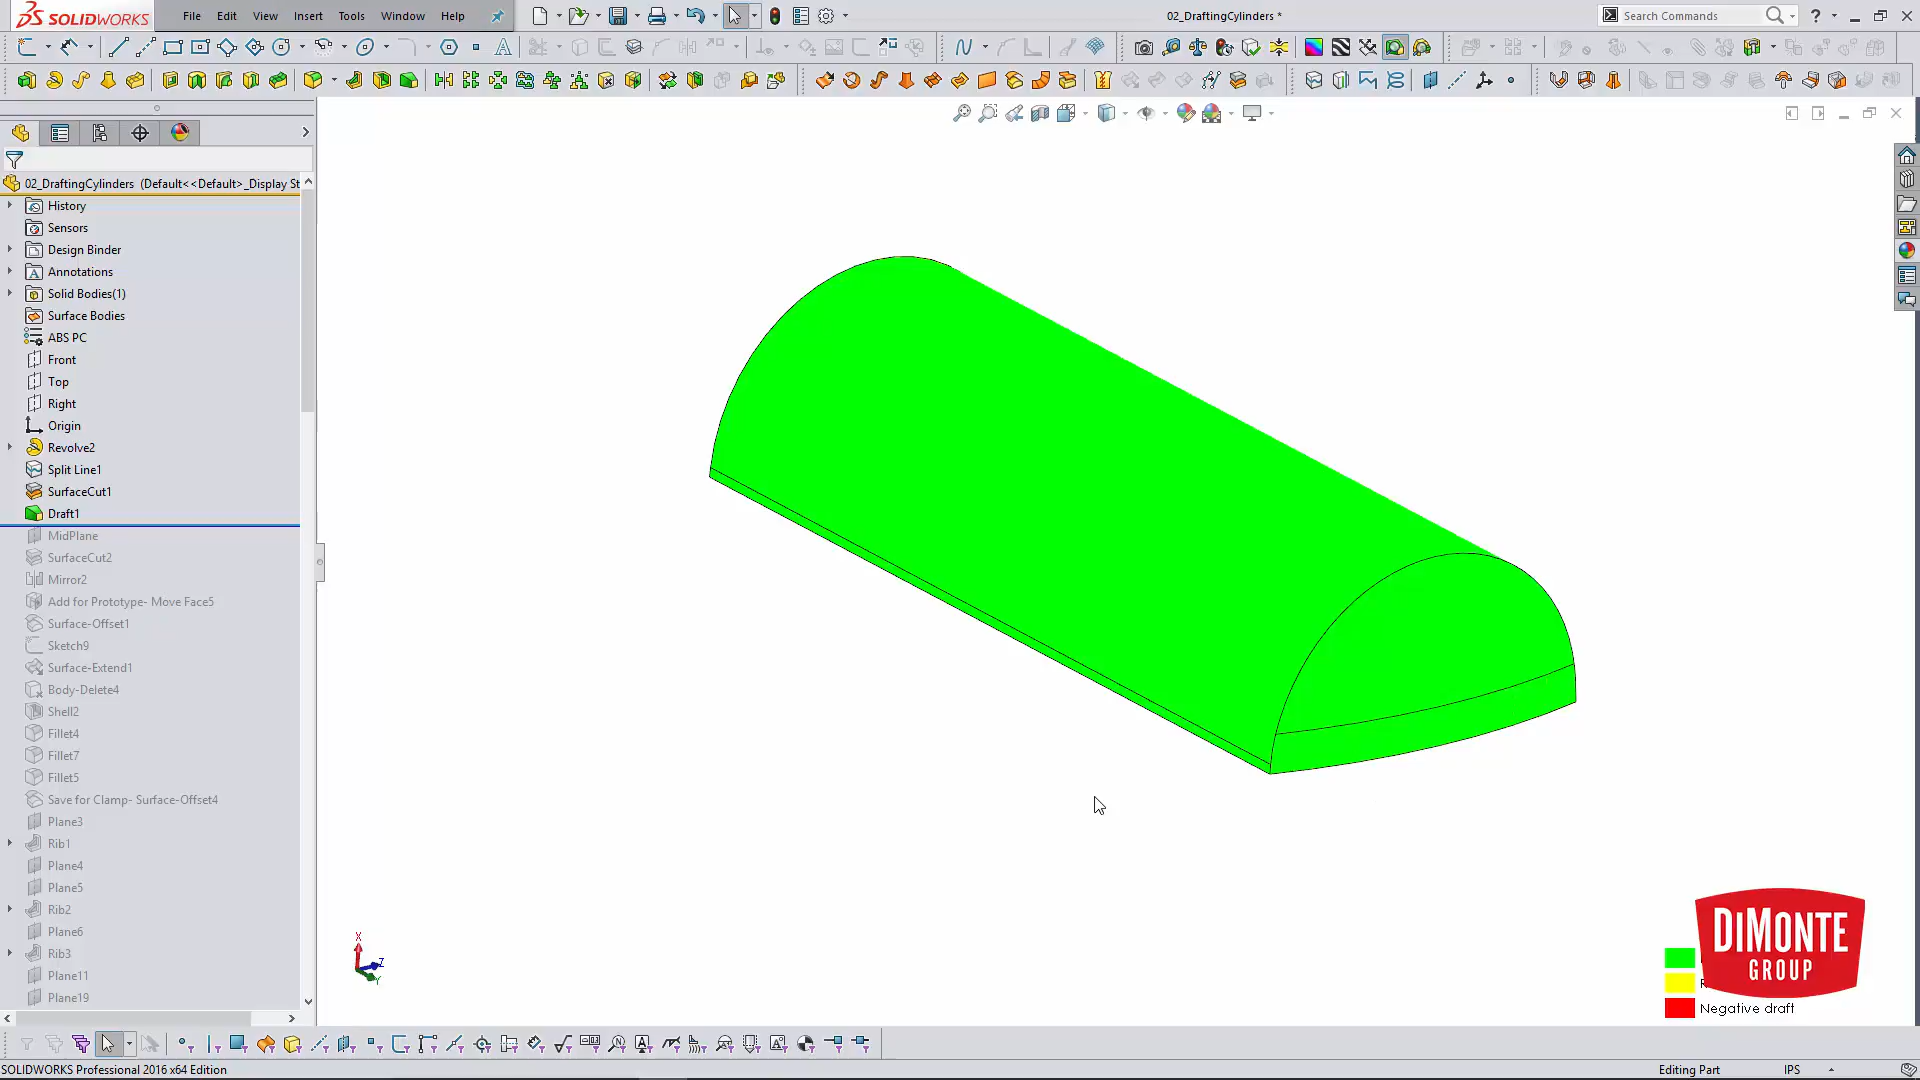 SOLIDWORKS
File Edit View Insert Tools Window Help
02_DraftingCylinders *
Search Commands
02_DraftingCylinders (Default<<Default>_Display St
History
Sensors
Design Binder
Annotations
Solid Bodies(1)
Surface Bodies
ABS PC
Front
Top
Right
Origin
Revolve2
Split Line1
SurfaceCut1
Draft1
MidPlane
SurfaceCut2
Mirror2
Add for Prototype- Move Face5
Surface-Offset1
Sketch9
Surface-Extend1
Body-Delete4
Shell2
Fillet4
Fillet7
Fillet5
Save for Clamp- Surface-Offset4
Plane3
Rib1
Plane4
Plane5
Rib2
Plane6
Rib3
Plane11
Plane19
X
Z
Y
DIMONTE
GROUP
Negative draft
SOLIDWORKS Professional 2016 x64 Edition
Editing Part
IPS